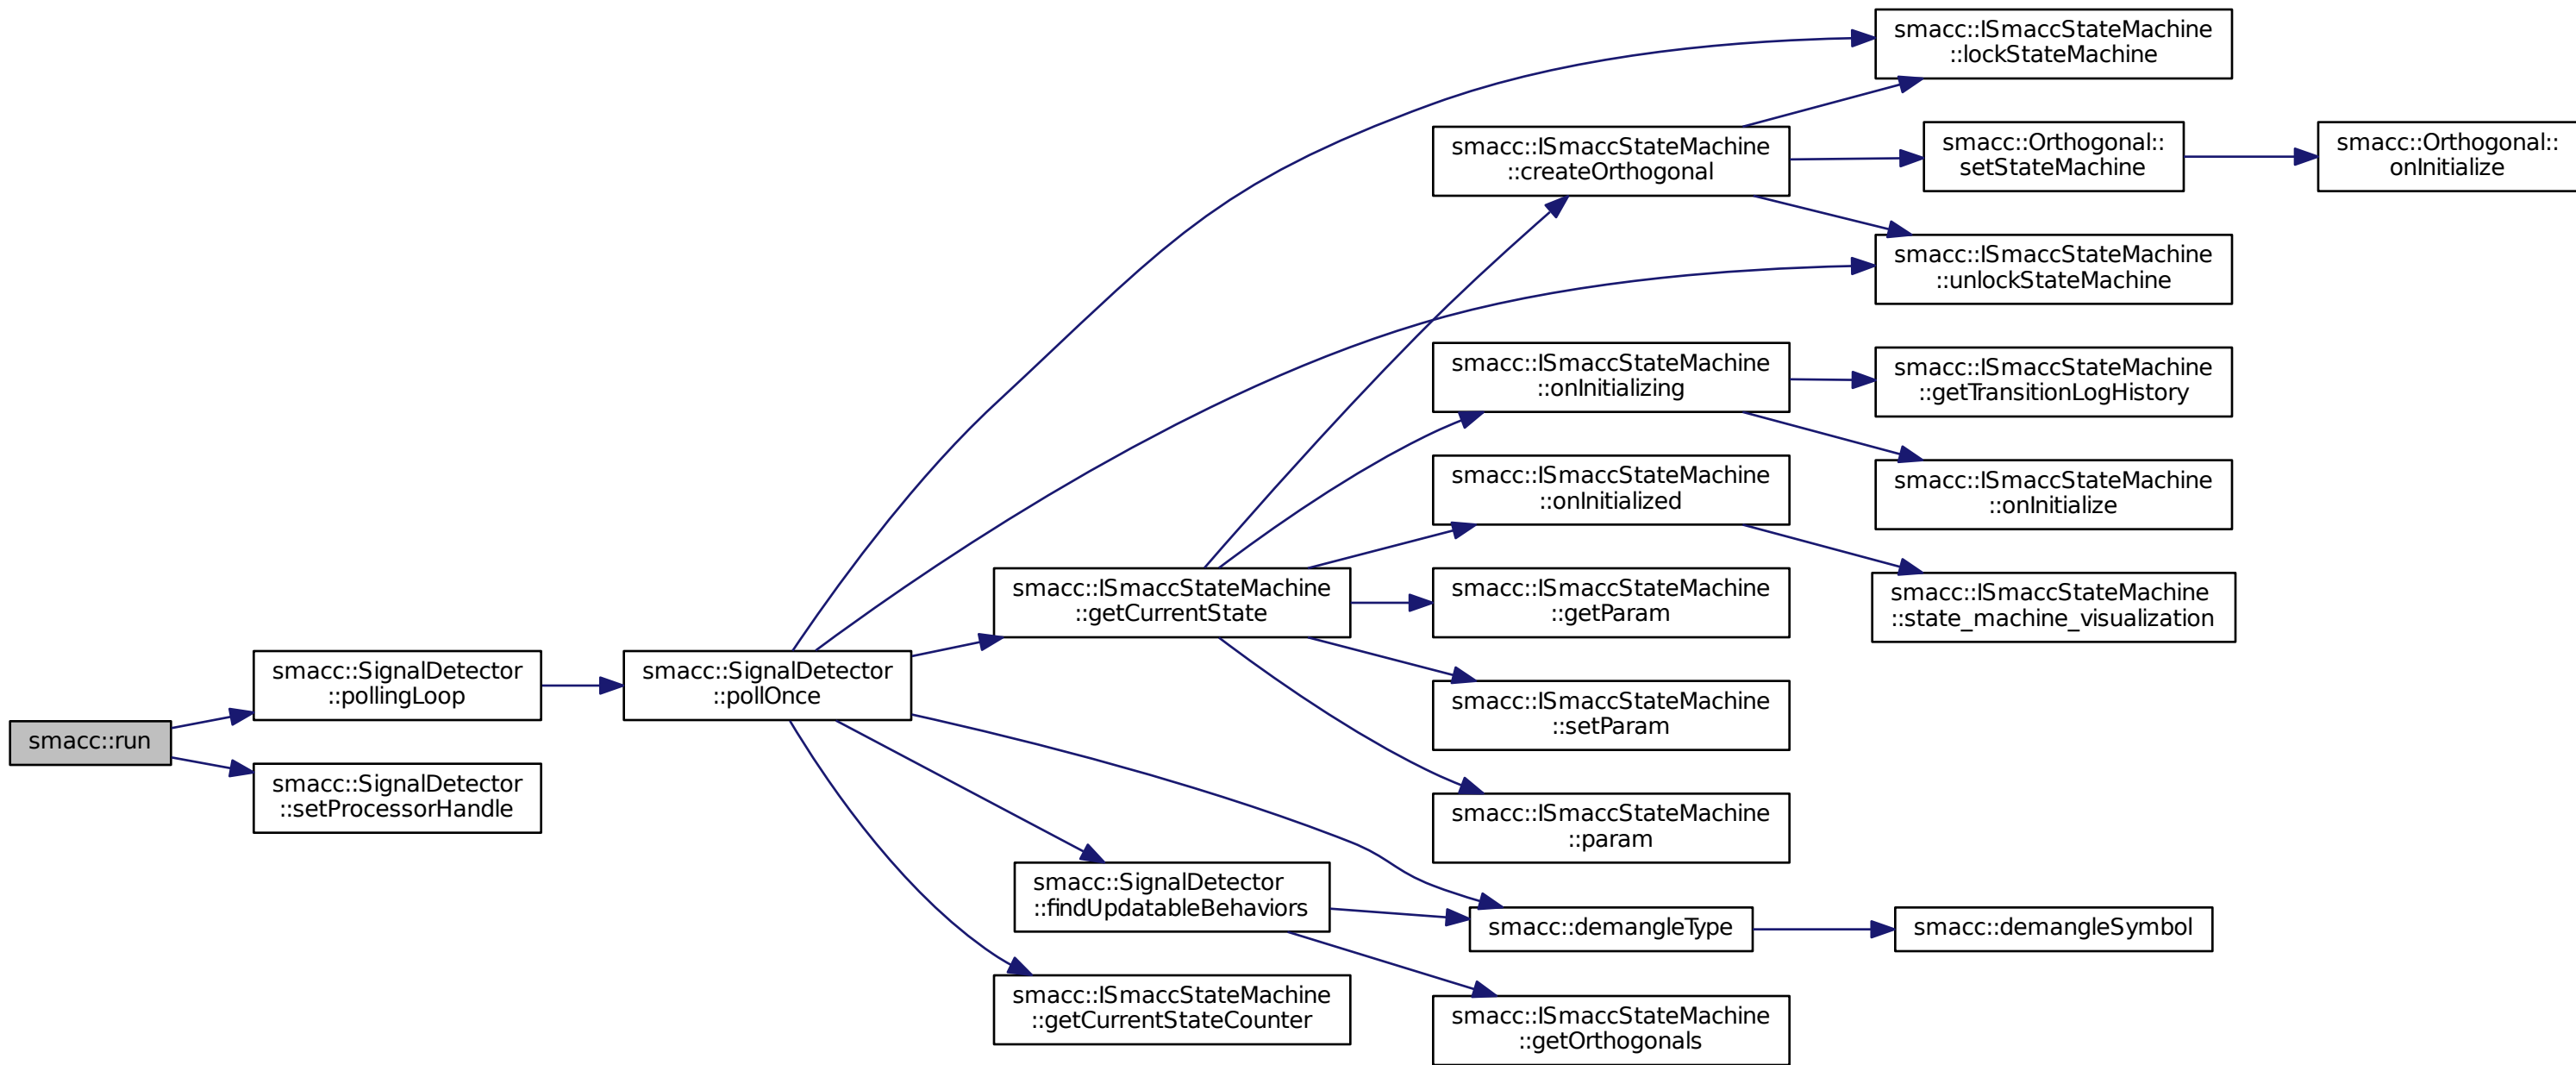 smacc::run
smacc::SignalDetector
::pollingLoop
smacc::SignalDetector
::setProcessorHandle
smacc::SignalDetector
::pollOnce
smacc::ISmaccStateMachine
::getCurrentState
smacc::SignalDetector
::findUpdatableBehaviors
smacc::ISmaccStateMachine
::getCurrentStateCounter
smacc::ISmaccStateMachine
::createOrthogonal
smacc::ISmaccStateMachine
::onInitializing
smacc::ISmaccStateMachine
::onInitialized
smacc::ISmaccStateMachine
::getParam
smacc::ISmaccStateMachine
::setParam
smacc::ISmaccStateMachine
::param
smacc::demangleType
smacc::ISmaccStateMachine
::getOrthogonals
smacc::ISmaccStateMachine
::lockStateMachine
smacc::Orthogonal::
setStateMachine
smacc::ISmaccStateMachine
::unlockStateMachine
smacc::ISmaccStateMachine
::getTransitionLogHistory
smacc::ISmaccStateMachine
::onInitialize
smacc::ISmaccStateMachine
::state_machine_visualization
smacc::demangleSymbol
smacc::Orthogonal::
onInitialize